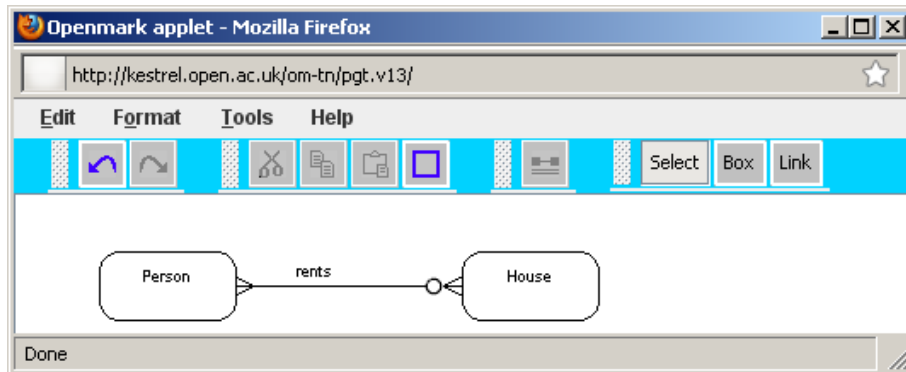 Openmark applet - Mozilla Firefox
http://kestrel.open.ac.uk/om-tn/pgt.v13/
Edit Format Tools Help
Select Box Link
Person rents House
Done